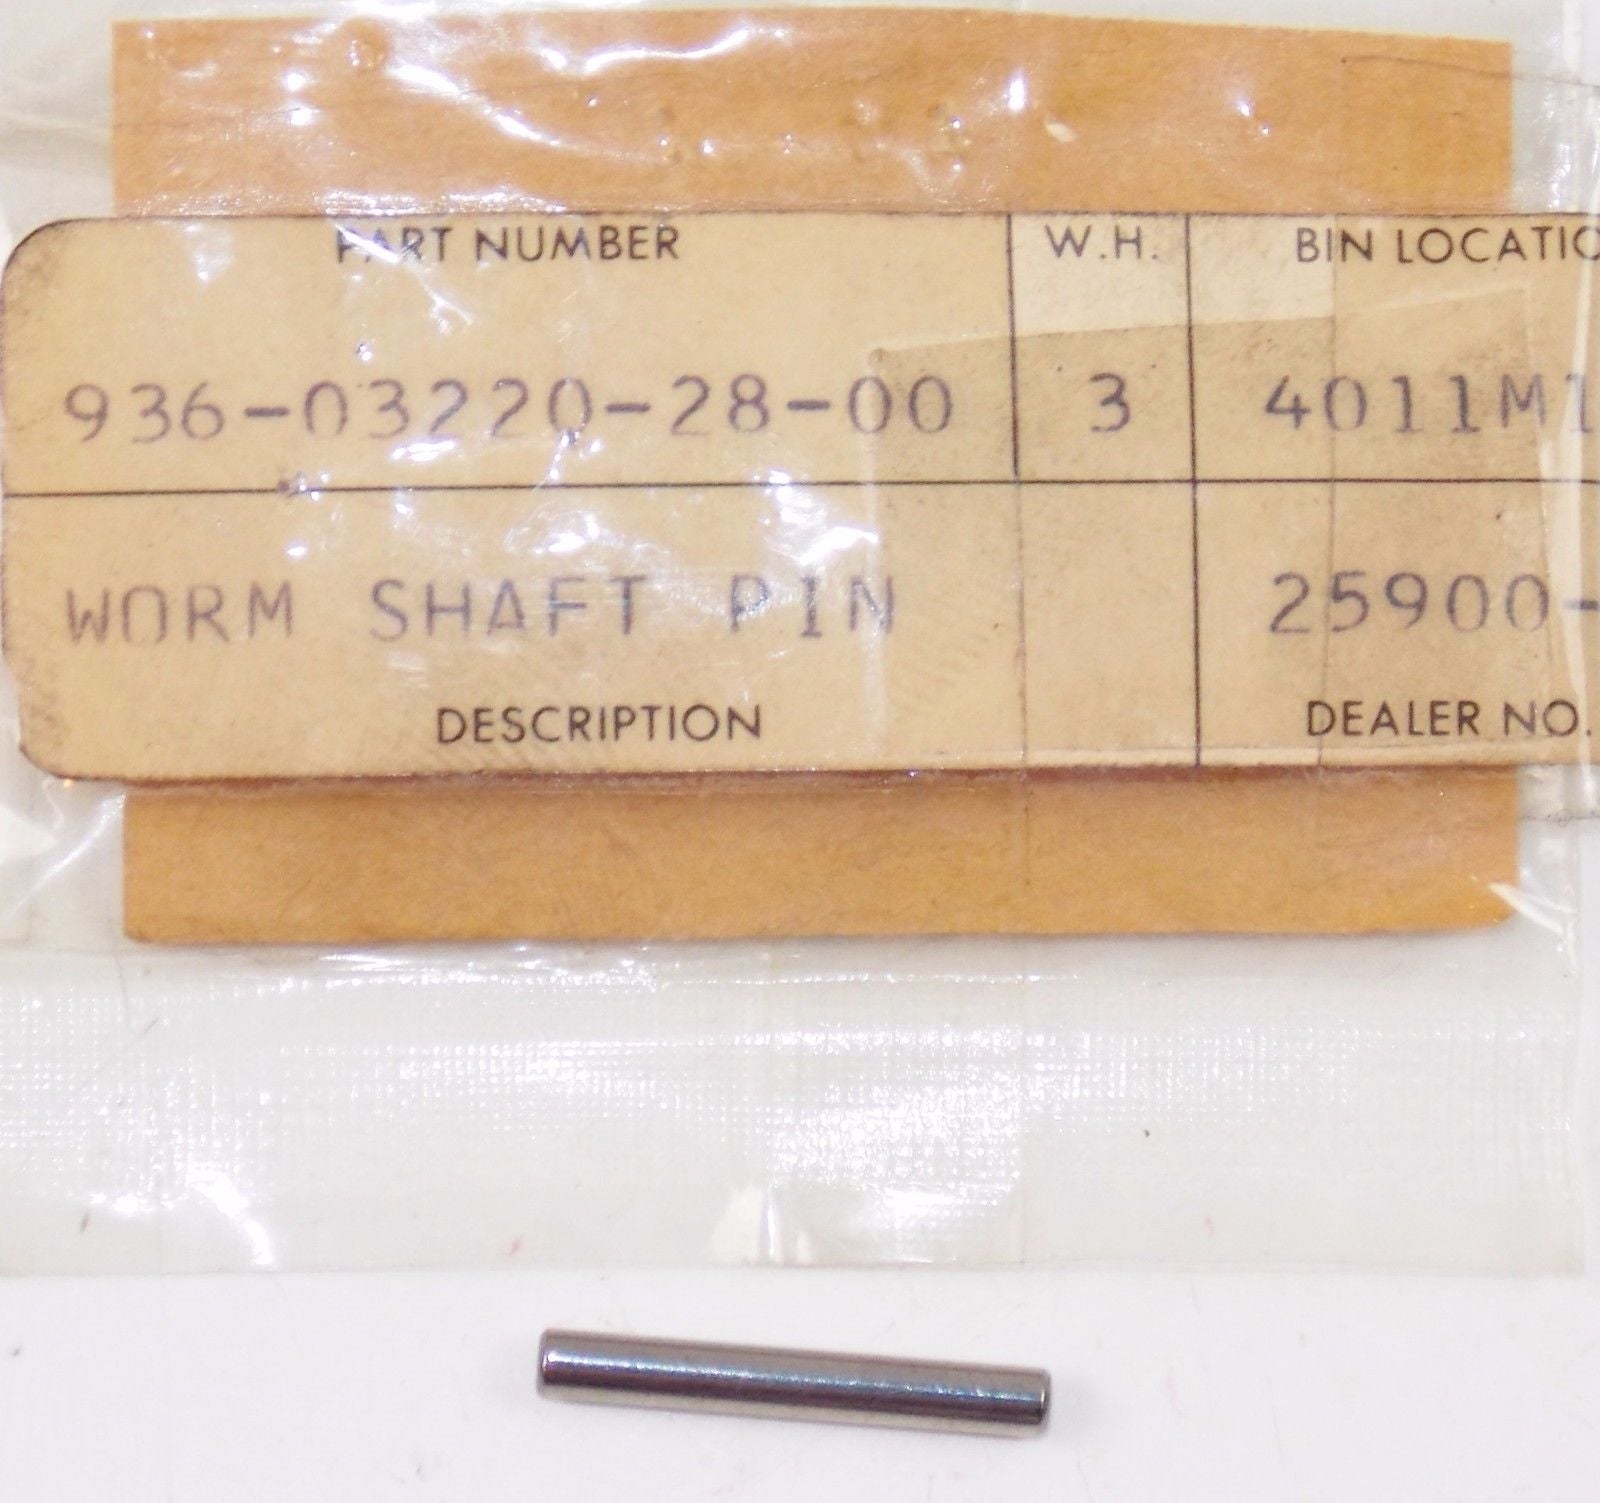 PART NUMBER W.H. BIN LOCATIO
936-03220-28-00 3 4011M1
WORM SHAFT PIN 25900-
DESCRIPTION DEALER NO.